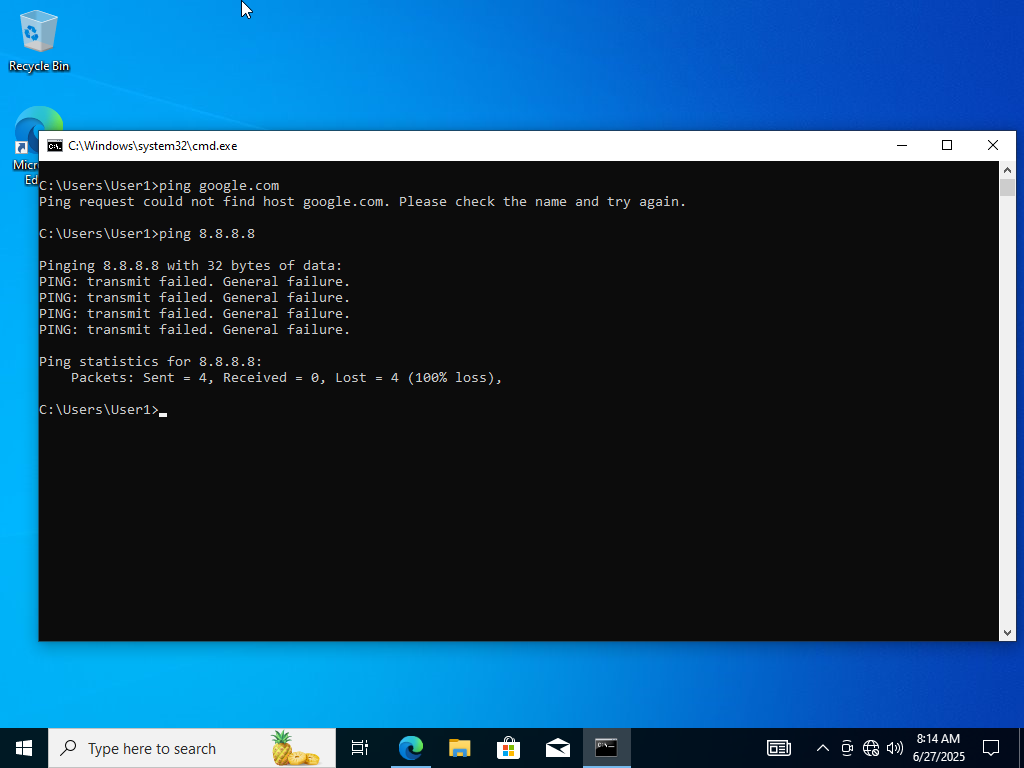 Recycle Bin
Micr
Ed
C:\Windows\system32\cmd.exe
C:\Users\User1>ping google.com
Ping request could not find host google.com. Please check the name and try again.
C:\Users\User1>ping 8.8.8.8
Pinging 8.8.8.8 with 32 bytes of data:
PING: transmit failed. General failure.
PING: transmit failed. General failure.
PING: transmit failed. General failure.
PING: transmit failed. General failure.
Ping statistics for 8.8.8.8:
    Packets: Sent = 4, Received = 0, Lost = 4 (100% loss),
C:\Users\User1>
Type here to search
8:14 AM
6/27/2025